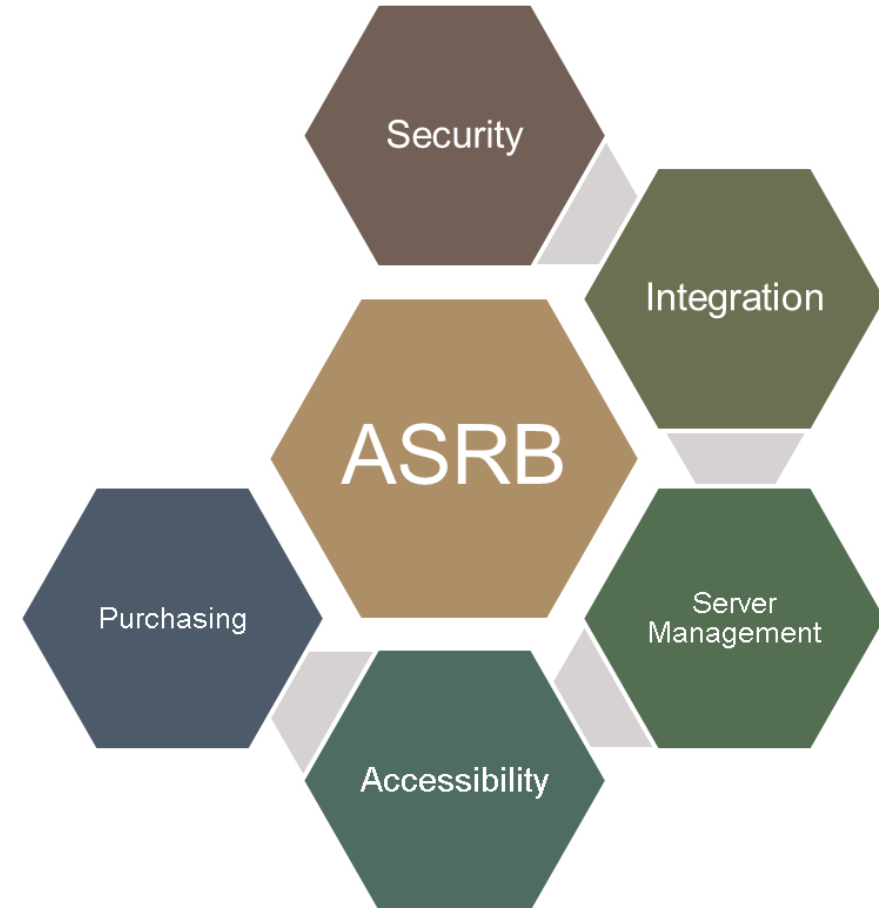 Security
Integration
ASRB
Server
Management
Purchasing
Accessibility